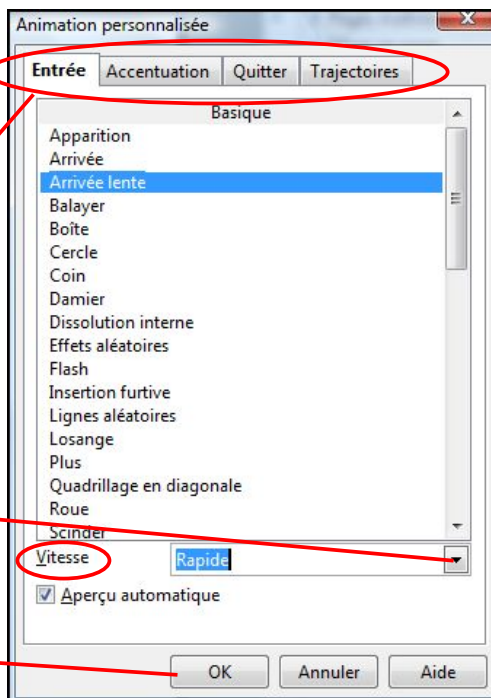 Animation personnalisée
Entrée Accentuation Quitter Trajectoires
Basique
Apparition
Arrivée
Arrivée lente
Balayer
Boîte
Cercle
Coin
Damier
Dissolution interne
Effets aléatoires
Flash
Insertion furtive
Lignes aléatoires
Losange
Plus
Quadrillage en diagonale
Roue
Scinder
Vitesse Rapide
Aperçu automatique
OK Annuler Aide